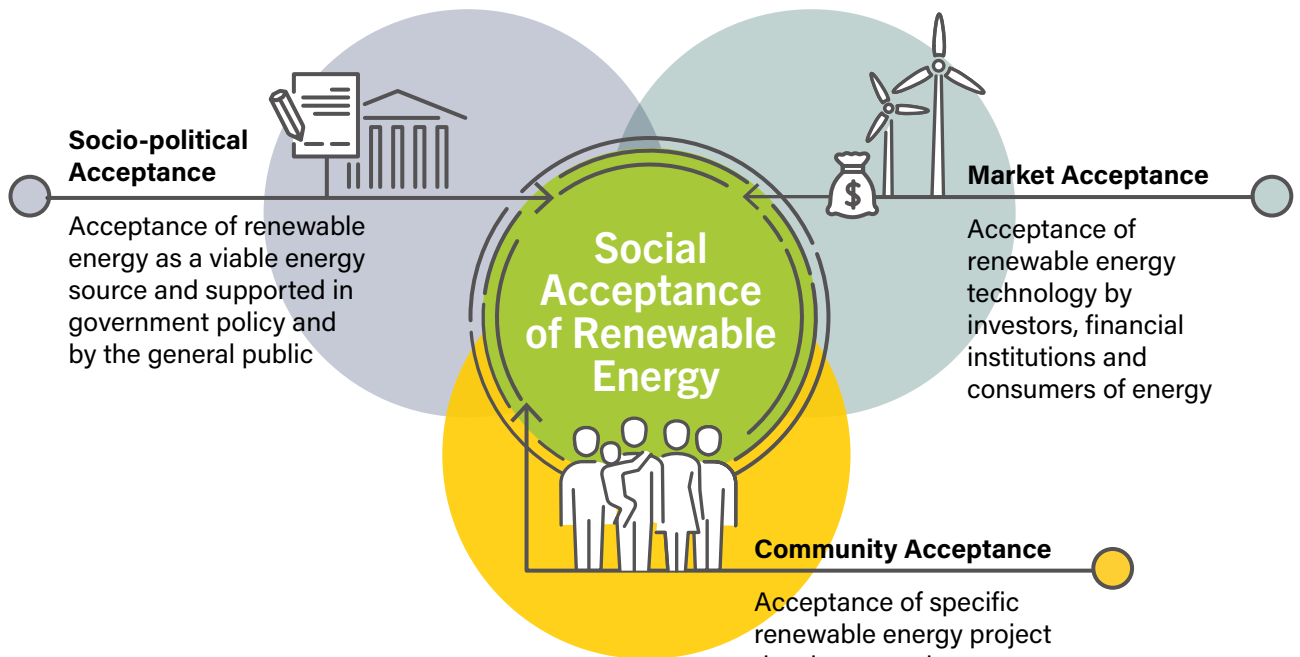 Socio-political
Acceptance
Acceptance of renewable
energy as a viable energy
source and supported in
government policy and
by the general public
Social
Acceptance
of Renewable
Energy
$
Market Acceptance
Acceptance of
renewable energy
technology by
investors, financial
institutions and
consumers of energy
Community Acceptance
Acceptance of specific
renewable energy project